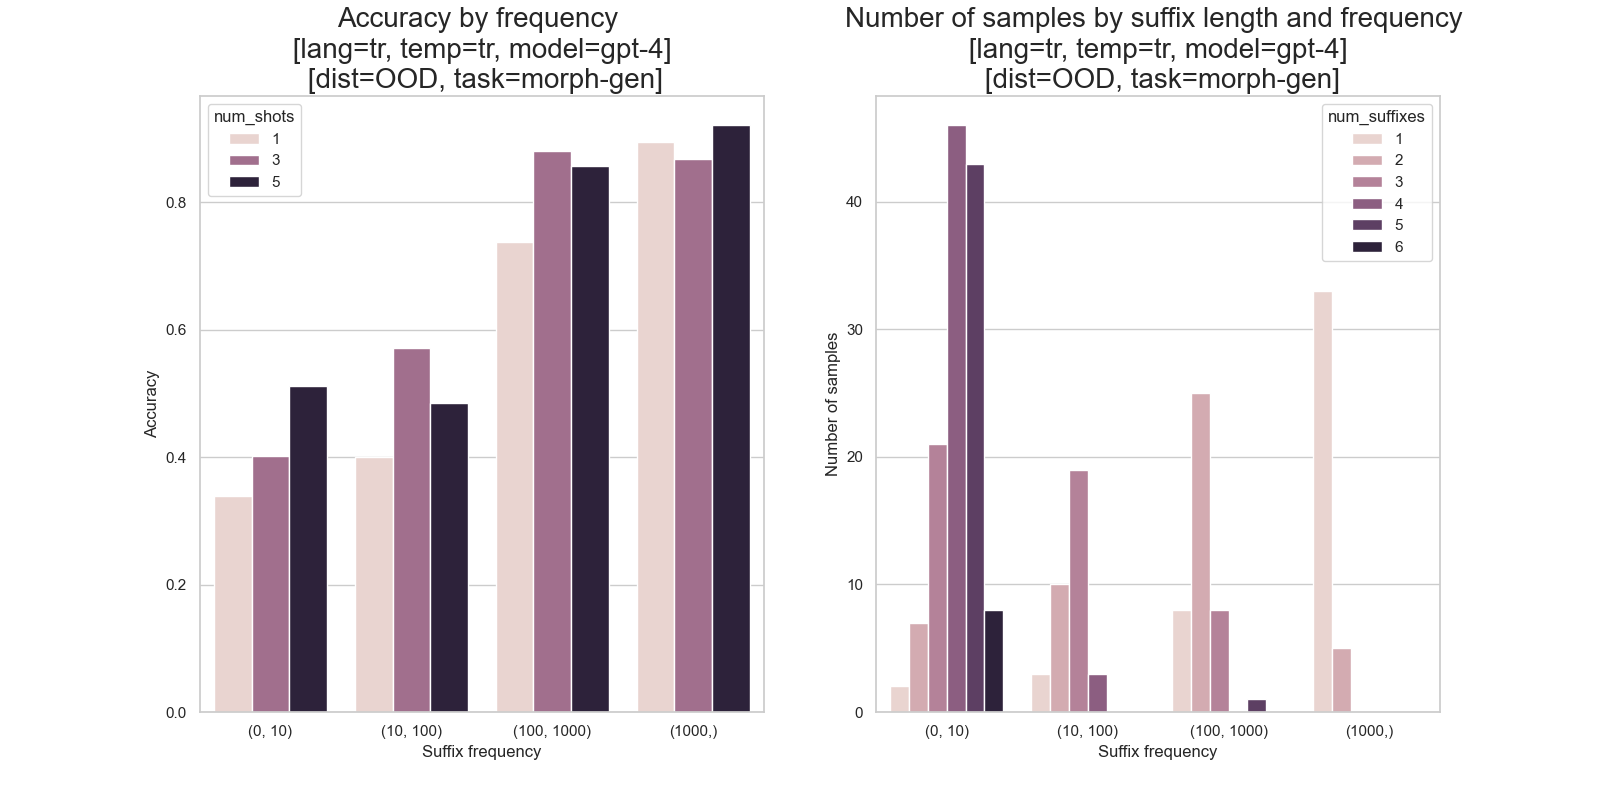 Accuracy by frequency
[lang=tr, temp=tr, model=gpt-4]
[dist=OOD, task=morph-gen]
num_shots
1
3
5
Accuracy
0.8
0.6
0.4
0.2
0.0
(0, 10)
(10, 100)
(100, 1000)
(1000,)
Suffix frequency
Number of samples by suffix length and frequency
[lang=tr, temp=tr, model=gpt-4]
[dist=OOD, task=morph-gen]
num_suffixes
1
2
3
4
5
6
Number of samples
40
30
20
10
0
(0, 10)
(10, 100)
(100, 1000)
(1000,)
Suffix frequency